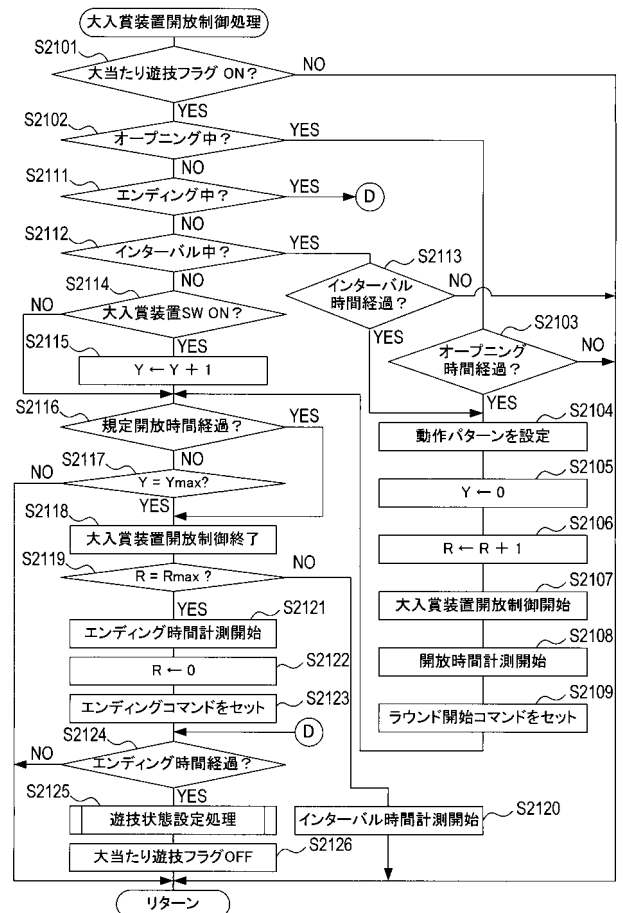 大入賞装置開放制御処理
S2101
大当たり遊技フラグ ON?
NO
YES
S2102
オープニング中?
YES
NO
S2111
エンディング中?
YES
D
NO
S2112
インターバル中?
YES
NO
S2113
インターバル
時間経過?
NO
YES
S2114
大入賞装置SW ON?
NO
YES
S2103
オープニング
時間経過?
NO
YES
S2115
Y ← Y + 1
S2116
規定開放時間経過?
YES
NO
S2104
動作パターンを設定
S2117
Y = Ymax?
NO
YES
S2105
Y ← 0
S2118
大入賞装置開放制御終了
S2106
R ← R + 1
S2119
R = Rmax ?
NO
YES
S2107
大入賞装置開放制御開始
S2121
エンディング時間計測開始
S2108
開放時間計測開始
S2122
R ← 0
S2123
エンディングコマンドをセット
S2109
ラウンド開始コマンドをセット
D
S2124
エンディング時間経過?
NO
YES
S2125
遊技状態設定処理
S2120
インターバル時間計測開始
S2126
大当たり遊技フラグOFF
リターン